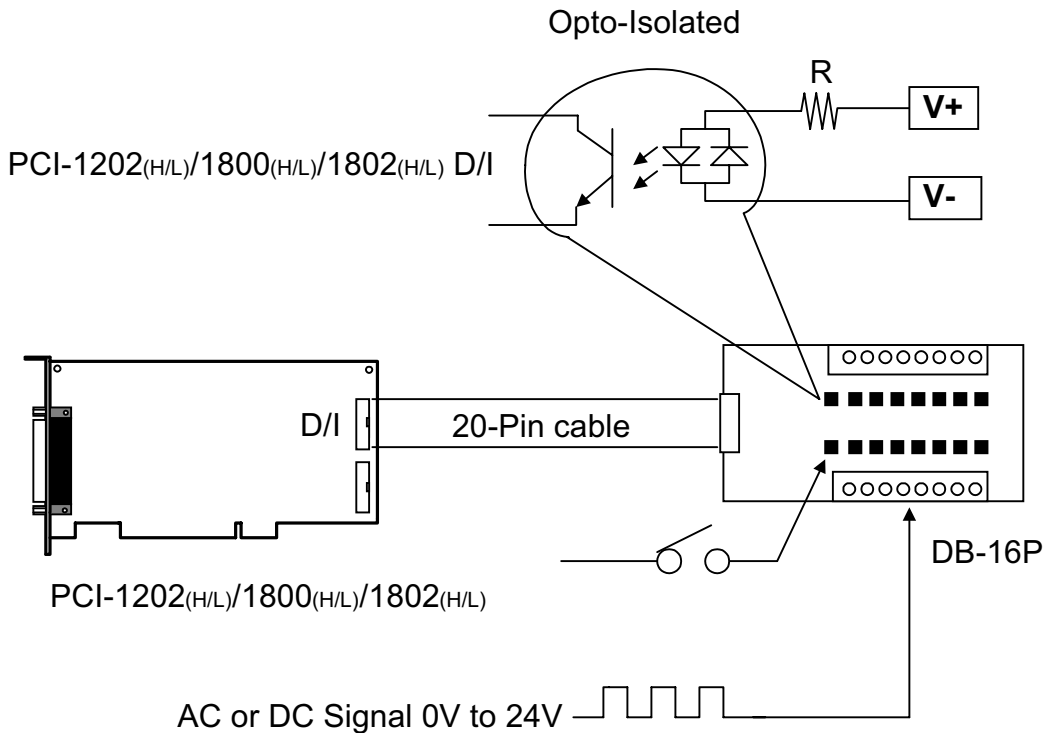 Opto-Isolated
R
V+
PCI-1202(H/L)/1800(H/L)/1802(H/L) D/I
V-
D/I
20-Pin cable
DB-16P
PCI-1202(H/L)/1800(H/L)/1802(H/L)
AC or DC Signal 0V to 24V